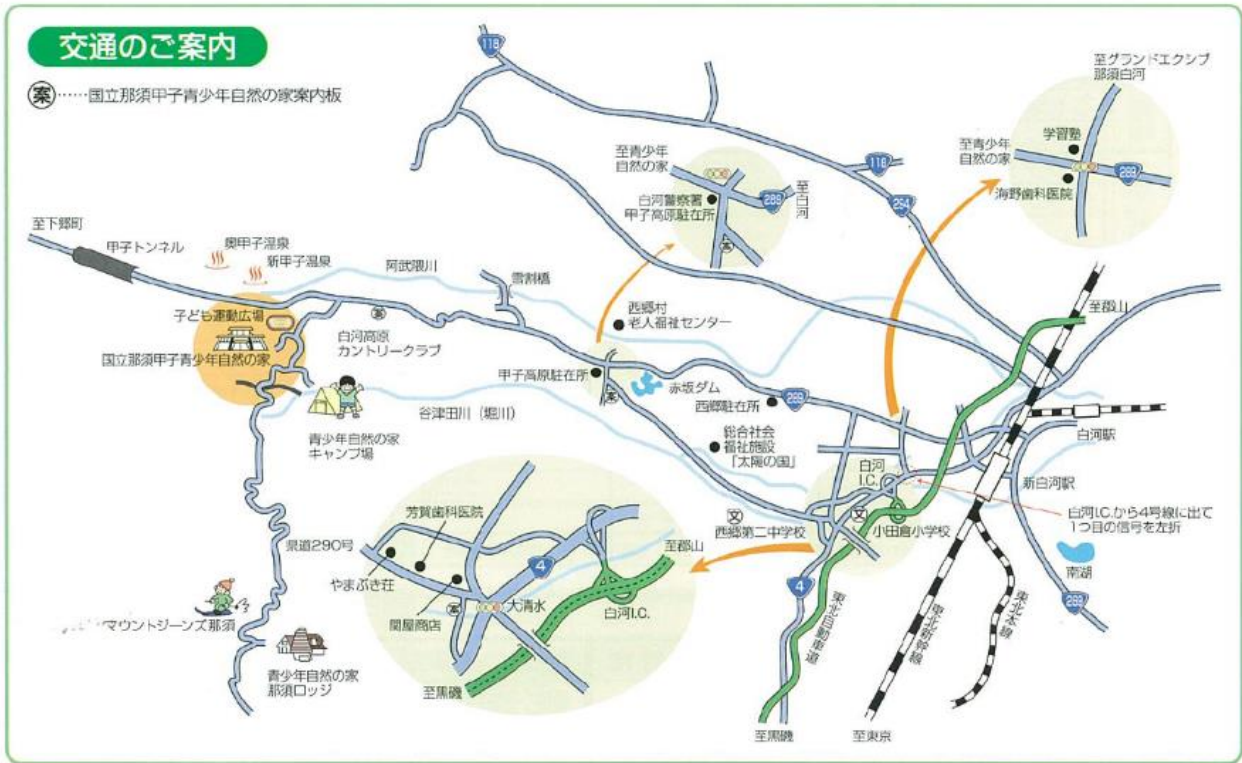 交通のご案内
案……国立那須甲子青少年自然の家案内板
118
至グランドエクシブ
那須白河
学習塾
至青少年
自然の家
289
海野歯科医院
至青少年
自然の家
118
294
至白河
289
白河警察署
甲子高原駐在所
案
至下郷町
甲子トンネル
奥甲子温泉
新甲子温泉
阿武隈川
雪割橋
西郷村
老人福祉センター
至郡山
子ども運動広場
国立那須甲子青少年自然の家
案
白河高原
カントリークラブ
甲子高原駐在所
案
赤坂ダム
西郷駐在所
289
白河駅
青少年自然の家
キャンプ場
谷津田川(堀川)
総合社会
福祉施設
「太陽の国」
白河
I.C.
新白河駅
文
西郷第二中学校
文
小田倉小学校
白河I.C.から4号線に出て
1つ目の信号を左折
南湖
289
県道290号
芳賀歯科医院
やまぶき荘
関屋商店
案
4
大清水
至郡山
白河I.C.
至黒磯
4
東北自動車道
東北新幹線
東北本線
マウントジーンズ那須
青少年自然の家
那須ロッジ
至黒磯
至東京